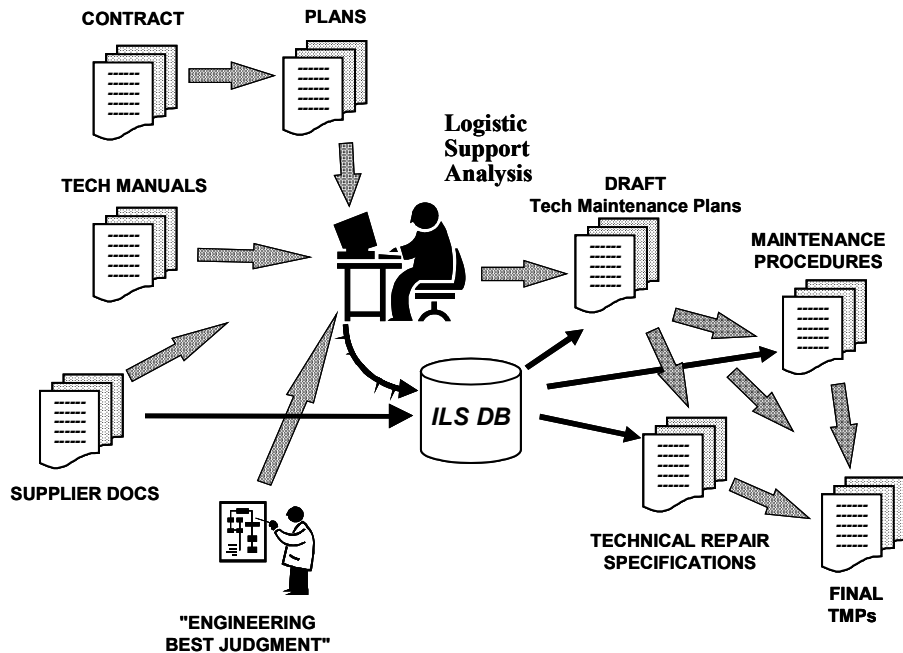 CONTRACT
PLANS
Logistic
Support
Analysis
TECH MANUALS
DRAFT
Tech Maintenance Plans
MAINTENANCE
PROCEDURES
ILS DB
SUPPLIER DOCS
TECHNICAL REPAIR
SPECIFICATIONS
FINAL
TMPs
"ENGINEERING
BEST JUDGMENT"